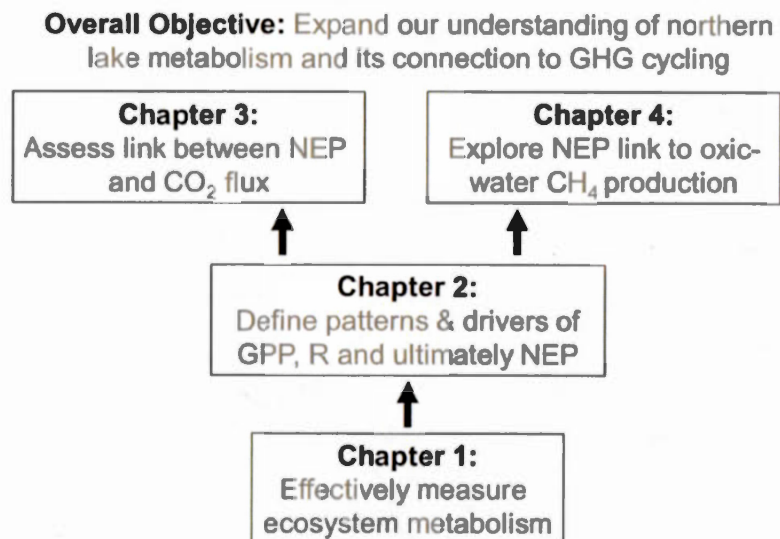 Overall Objective: Expand our understanding of northern
lake metabolism and its connection to GHG cycling
Chapter 3:
Assess link between NEP
and CO₂ flux
Chapter 4:
Explore NEP link to oxic-
water CH₄ production
Chapter 2:
Define patterns & drivers of
GPP, R and ultimately NEP
Chapter 1:
Effectively measure
ecosystem metabolism